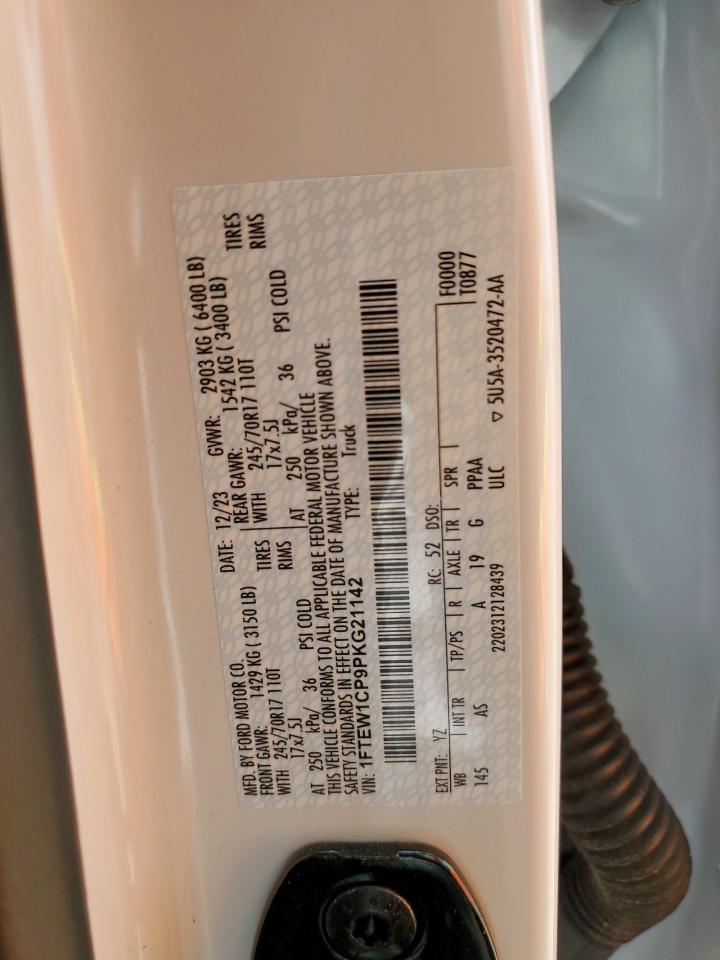 MFD. BY FORD MOTOR CO. DATE: 12/23 GVWR: 2903 KG ( 6400 LB)
FRONT GAWR: 1429 KG ( 3150 LB) REAR GAWR: 1542 KG ( 3400 LB)
WITH 245/70R17 110T TIRES WITH 245/70R17 110T TIRES
17x7.5J RIMS 17x7.5J RIMS
AT 250 kPa/ 36 PSI COLD AT 250 kPa/ 36 PSI COLD
THIS VEHICLE CONFORMS TO ALL APPLICABLE FEDERAL MOTOR VEHICLE
SAFETY STANDARDS IN EFFECT ON THE DATE OF MANUFACTURE SHOWN ABOVE.
VIN: 1FTEW1CP9PKG21142 TYPE: Truck
EXT PNT: YZ RC: 52 DSO: F0000
WB INT TR TP/PS R AXLE TR SPR T0877
145 AS A 19 G PPAA
2202312128439 ULC ▽ 5U5A-3520472-AA